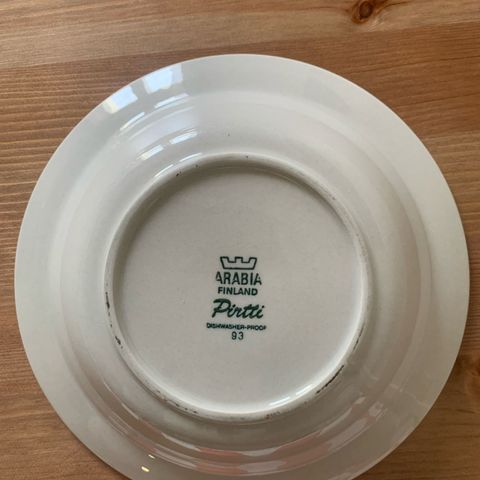 ARABIA
FINLAND
Pirtti
DISHWASHER-PROOF
93